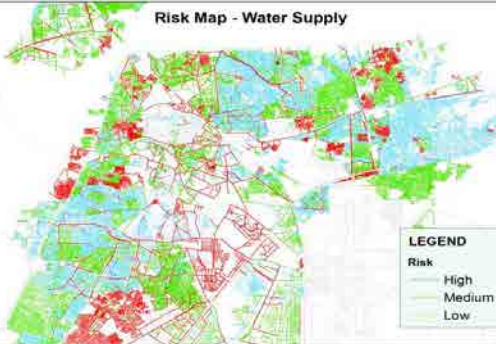 Risk Map - Water Supply
LEGEND
Risk
High
Medium
Low